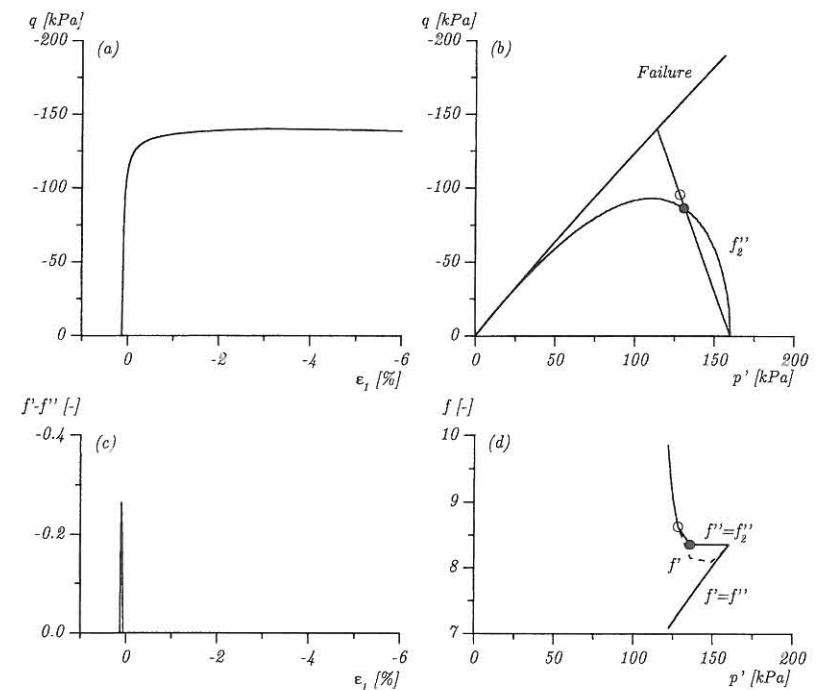 q [kPa]
-200
(a)
-150
-100
-50
0
0
-2
-4
-6
ε₁ [%]
q [kPa]
-200
(b)
Failure
-150
-100
-50
f₂''
0
0
50
100
150
200
p' [kPa]
f'-f'' [-]
-0.4
(c)
-0.2
0.0
0
-2
-4
-6
ε₁ [%]
f [-]
10
(d)
9
f''=f₂''
8
f'
f'=f''
7
0
50
100
150
200
p' [kPa]